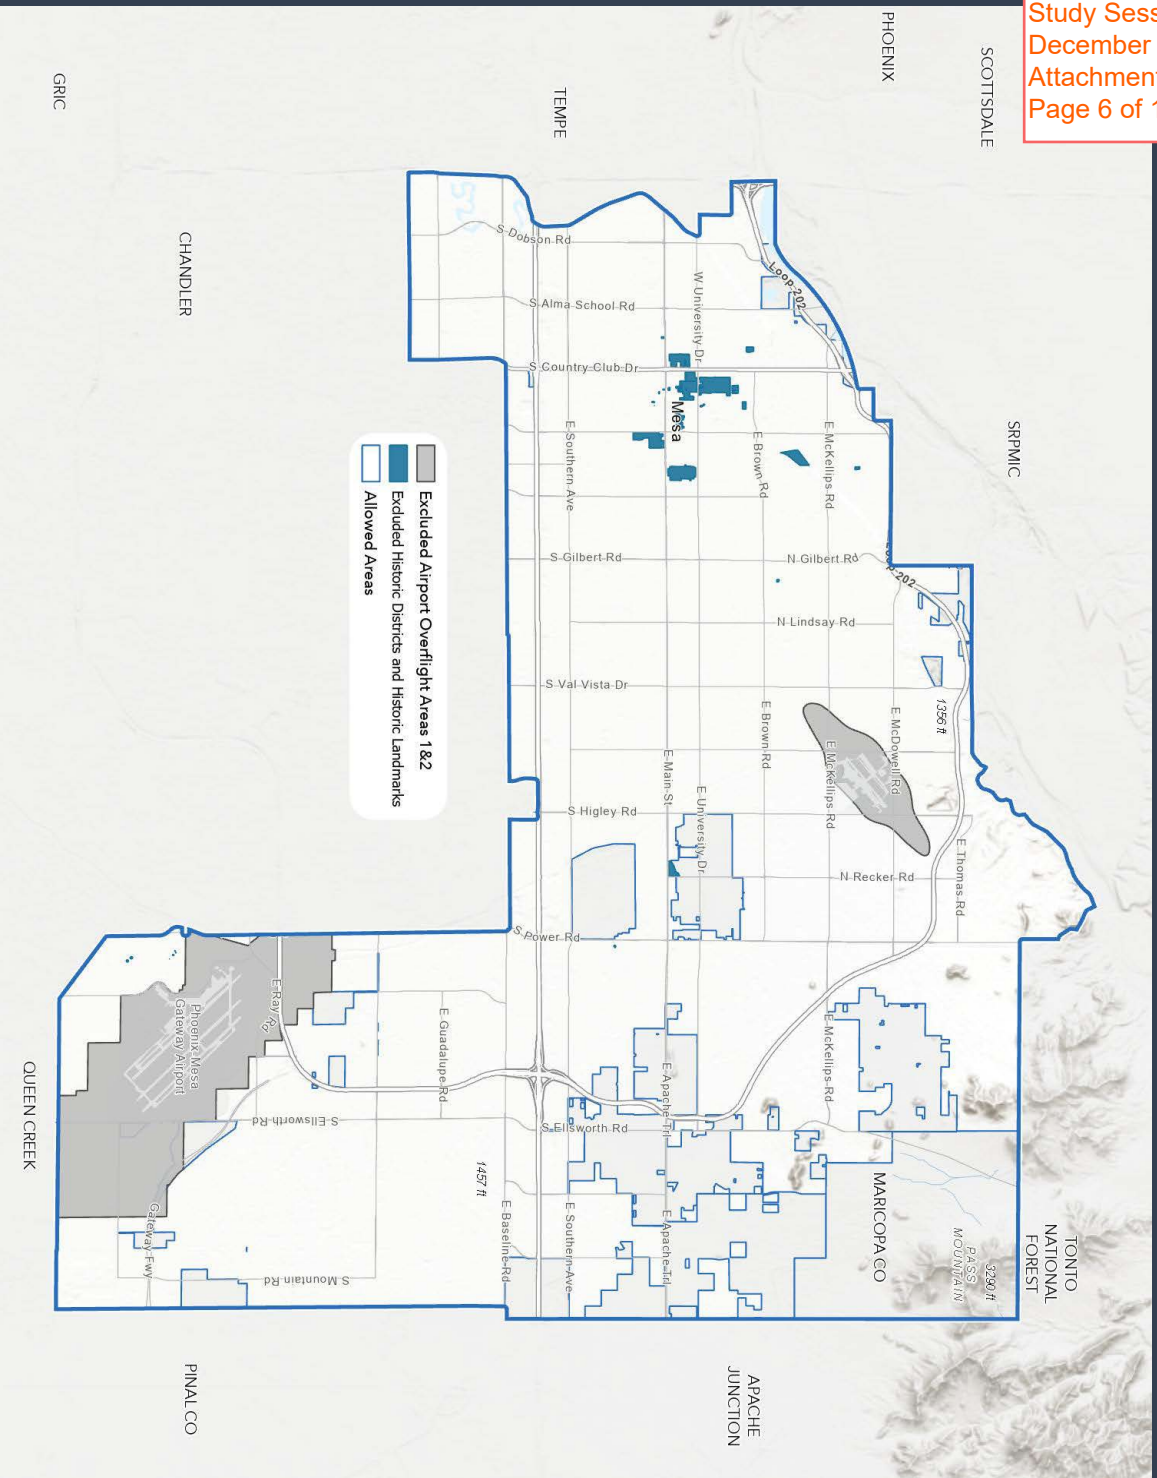 Study Sess
December
Attachment
Page 6 of 1
PHOENIX
SCOTTSDALE
GRIC
TEMPE
CHANDLER
SRPMIC
S Dobson Rd
S Alma School Rd
W University Dr
Loop 202
S Country Club Dr
Mesa
E Southern Ave
E Brown Rd
E McKellips Rd
S Gilbert Rd
N Gilbert Rd
Loop 202
N Lindsay Rd
S Val Vista Dr
1356 ft
E Brown Rd
E McKellips Rd
E McDowell Rd
E Main St
E University Dr
S Higley Rd
N Recker Rd
E Thomas Rd
S Power Rd
Excluded Airport Overflight Areas 1&2
Excluded Historic Districts and Historic Landmarks
Allowed Areas
E Ray Rd
Phoenix-Mesa
Gateway Airport
E Guadalupe Rd
E McKellips Rd
E Apache Trl
S Ellsworth Rd
S Ellsworth Rd
1457 ft
E Baseline Rd
E Southern Ave
E Apache Trl
Gateway Fwy
S Mountain Rd
MARICOPA CO
PASS
MOUNTAIN
3290 ft
TONTO
NATIONAL
FOREST
QUEEN CREEK
PINAL CO
APACHE
JUNCTION